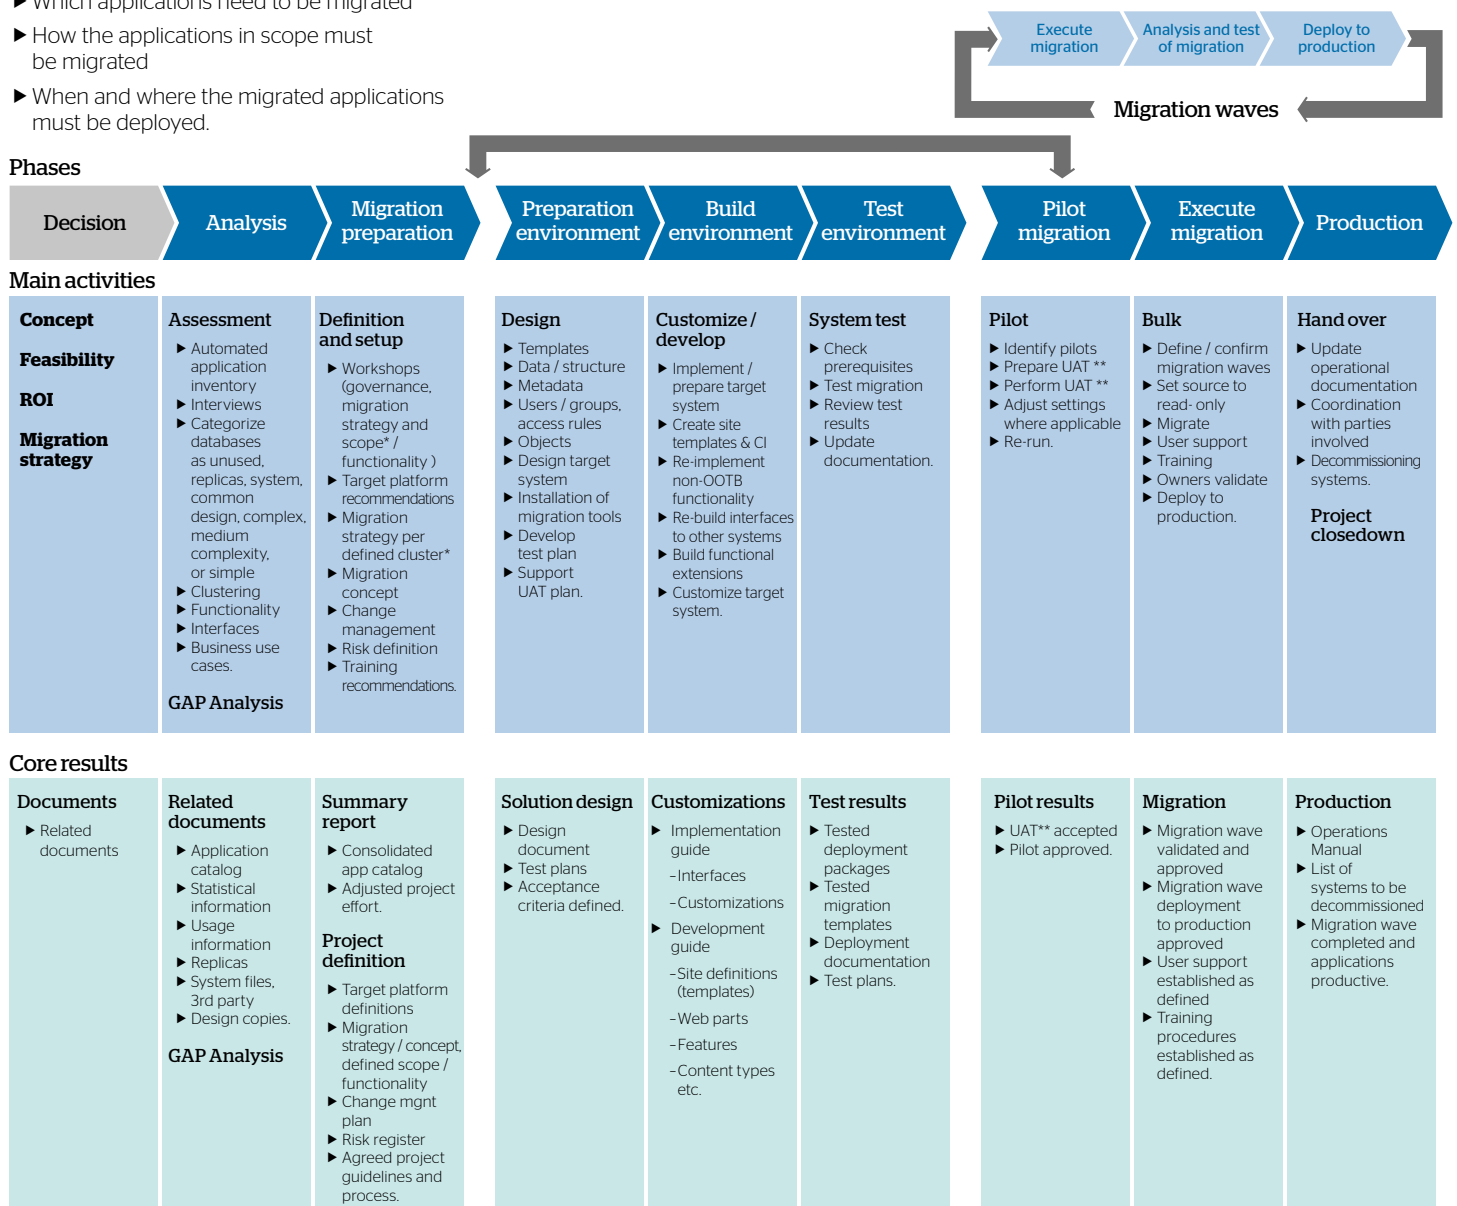 Which applications need to be migrated
▶ How the applications in scope must
be migrated
▶ When and where the migrated applications
must be deployed.
Execute
migration
Analysis and test
of migration
Deploy to
production
Migration waves
Phases
Decision
Analysis
Migration
preparation
Preparation
environment
Build
environment
Test
environment
Pilot
migration
Execute
migration
Production
Main activities
Concept
Feasibility
ROI
Migration
strategy
Assessment
▶ Automated
application
inventory
▶ Interviews
▶ Categorize
databases
as unused,
replicas, system,
common
design, complex,
medium
complexity,
or simple
▶ Clustering
▶ Functionality
▶ Interfaces
▶ Business use
cases.
GAP Analysis
Definition
and setup
▶ Workshops
(governance,
migration
strategy and
scope* /
functionality )
▶ Target platform
recommendations
▶ Migration
strategy per
defined cluster*
▶ Migration
concept
▶ Change
management
▶ Risk definition
▶ Training
recommendations.
Design
▶ Templates
▶ Data / structure
▶ Metadata
▶ Users / groups,
access rules
▶ Objects
▶ Design target
system
▶ Installation of
migration tools
▶ Develop
test plan
▶ Support
UAT plan.
Customize /
develop
▶ Implement /
prepare target
system
▶ Create site
templates & CI
▶ Re-implement
non-OOTB
functionality
▶ Re-build interfaces
to other systems
▶ Build functional
extensions
▶ Customize target
system.
System test
▶ Check
prerequisites
▶ Test migration
▶ Review test
results
▶ Update
documentation.
Pilot
▶ Identify pilots
▶ Prepare UAT **
▶ Perform UAT **
▶ Adjust settings
where applicable
▶ Re-run.
Bulk
▶ Define / confirm
migration waves
▶ Set source to
read- only
▶ Migrate
▶ User support
▶ Training
▶ Owners validate
▶ Deploy to
production.
Hand over
▶ Update
operational
documentation
▶ Coordination
with parties
involved
▶ Decommissioning
systems.
Project
closedown
Core results
Documents
▶ Related
documents
Related
documents
▶ Application
catalog
▶ Statistical
information
▶ Usage
information
▶ Replicas
▶ System files,
3rd party
▶ Design copies.
GAP Analysis
Summary
report
▶ Consolidated
app catalog
▶ Adjusted project
effort.
Project
definition
▶ Target platform
definitions
▶ Migration
strategy / concept,
defined scope /
functionality
▶ Change mgnt
plan
▶ Risk register
▶ Agreed project
guidelines and
process.
Solution design
▶ Design
document
▶ Test plans
▶ Acceptance
criteria defined.
Customizations
▶ Implementation
guide
–Interfaces
–Customizations
▶ Development
guide
–Site definitions
(templates)
–Web parts
–Features
–Content types
etc.
Test results
▶ Tested
deployment
packages
▶ Tested
migration
templates
▶ Deployment
documentation
▶ Test plans.
Pilot results
▶ UAT** accepted
▶ Pilot approved.
Migration
▶ Migration wave
validated and
approved
▶ Migration wave
deployment
to production
approved
▶ User support
established as
defined
▶ Training
procedures
established as
defined.
Production
▶ Operations
Manual
▶ List of
systems to be
decommissioned
▶ Migration wave
completed and
applications
productive.